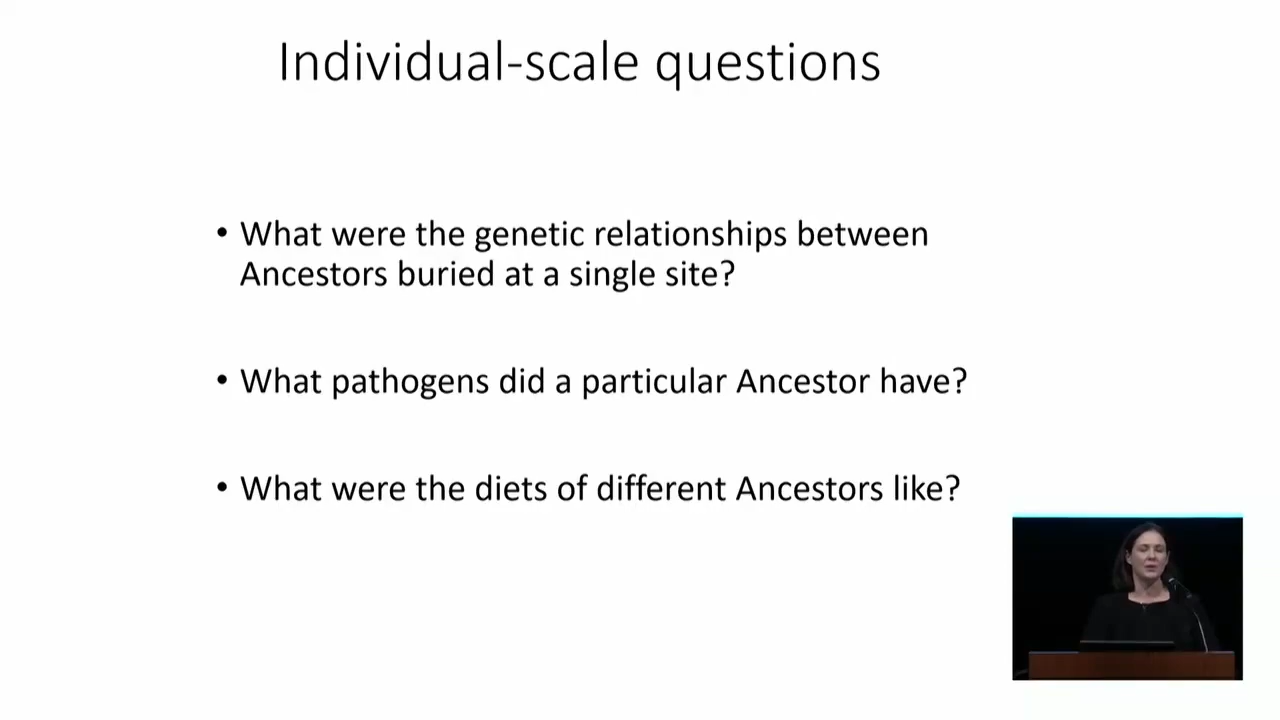 Individual-scale questions
• What were the genetic relationships between
Ancestors buried at a single site?
• What pathogens did a particular Ancestor have?
• What were the diets of different Ancestors like?